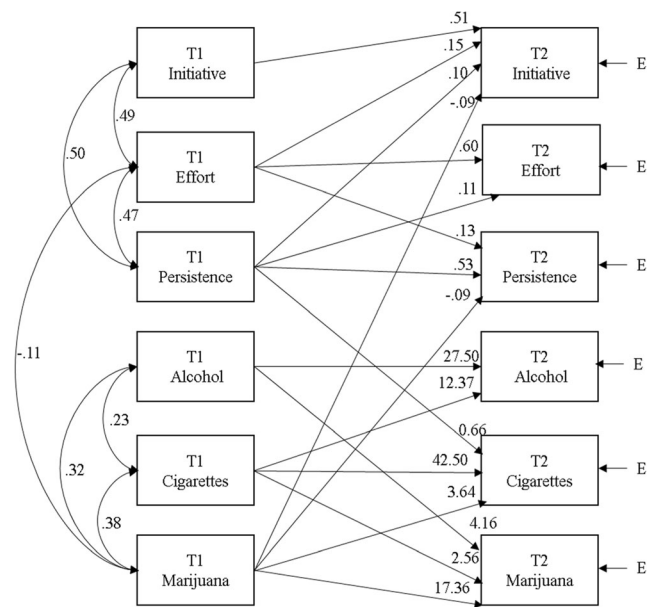 .51
T1
Initiative
.15
.10
-.09
T2
Initiative
E
.49
.50
T1
Effort
.60
T2
Effort
E
.47
.11
T1
Persistence
.13
.53
-.09
T2
Persistence
E
-.11
T1
Alcohol
27.50
12.37
T2
Alcohol
E
.23
0.66
T1
Cigarettes
42.50
3.64
T2
Cigarettes
E
.32
.38
4.16
T1
Marijuana
2.56
17.36
T2
Marijuana
E